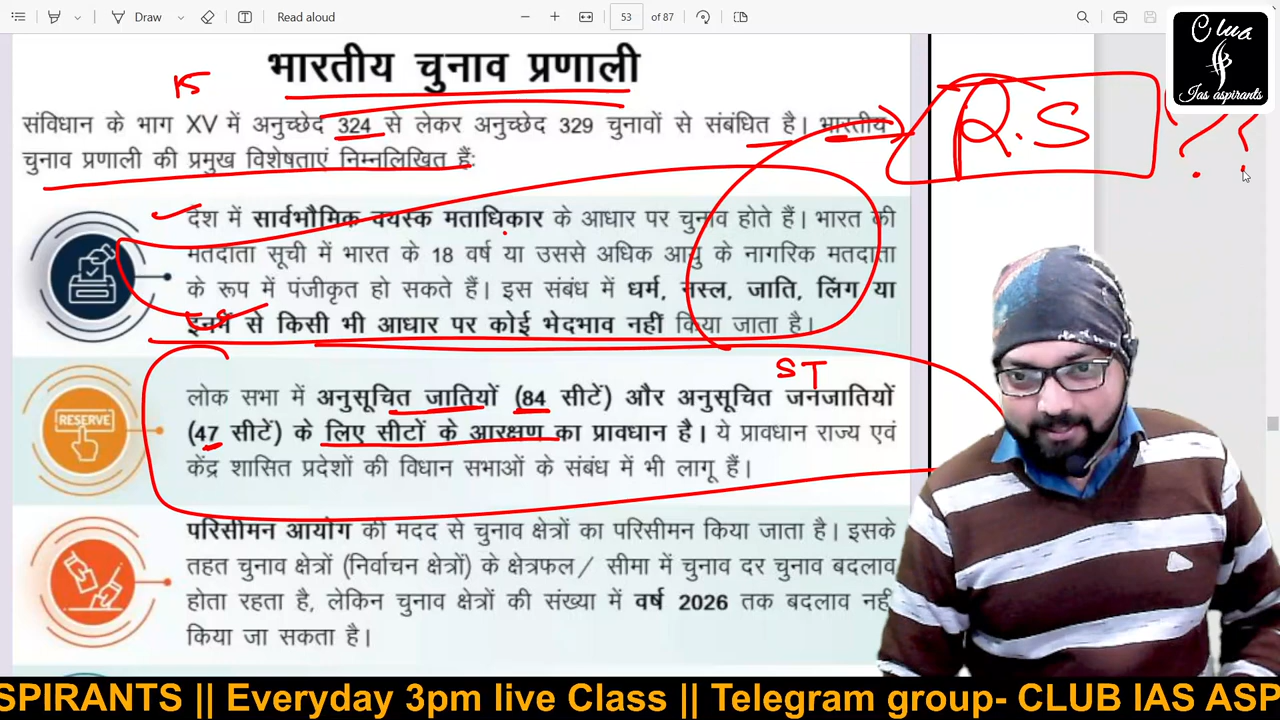 Draw
Read aloud
53 of 87
Clua
Ias aspirants
भारतीय चुनाव प्रणाली
15
R.S ??
संविधान के भाग XV में अनुच्छेद 324 से लेकर अनुच्छेद 329 चुनावों से संबंधित है। भारतीय
चुनाव प्रणाली की प्रमुख विशेषताएं निम्नलिखित हैं:
देश में सार्वभौमिक वयस्क मताधिकार के आधार पर चुनाव होते हैं। भारत की
मतदाता सूची में भारत के 18 वर्ष या उससे अधिक आयु के नागरिक मतदाता
के रूप में पंजीकृत हो सकते हैं। इस संबंध में धर्म, नस्ल, जाति, लिंग या
इनमें से किसी भी आधार पर कोई भेदभाव नहीं किया जाता है।
ST
RESERVE
लोक सभा में अनुसूचित जातियों (84 सीटें) और अनुसूचित जनजातियों
(47 सीटें) के लिए सीटों के आरक्षण का प्रावधान है। ये प्रावधान राज्य एवं
केंद्र शासित प्रदेशों की विधान सभाओं के संबंध में भी लागू हैं।
परिसीमन आयोग की मदद से चुनाव क्षेत्रों का परिसीमन किया जाता है। इसके
तहत चुनाव क्षेत्रों (निर्वाचन क्षेत्रों) के क्षेत्रफल/ सीमा में चुनाव दर चुनाव बदलाव
होता रहता है, लेकिन चुनाव क्षेत्रों की संख्या में वर्ष 2026 तक बदलाव नहीं
किया जा सकता है।
SPIRANTS || Everyday 3pm live Class || Telegram group- CLUB IAS ASP